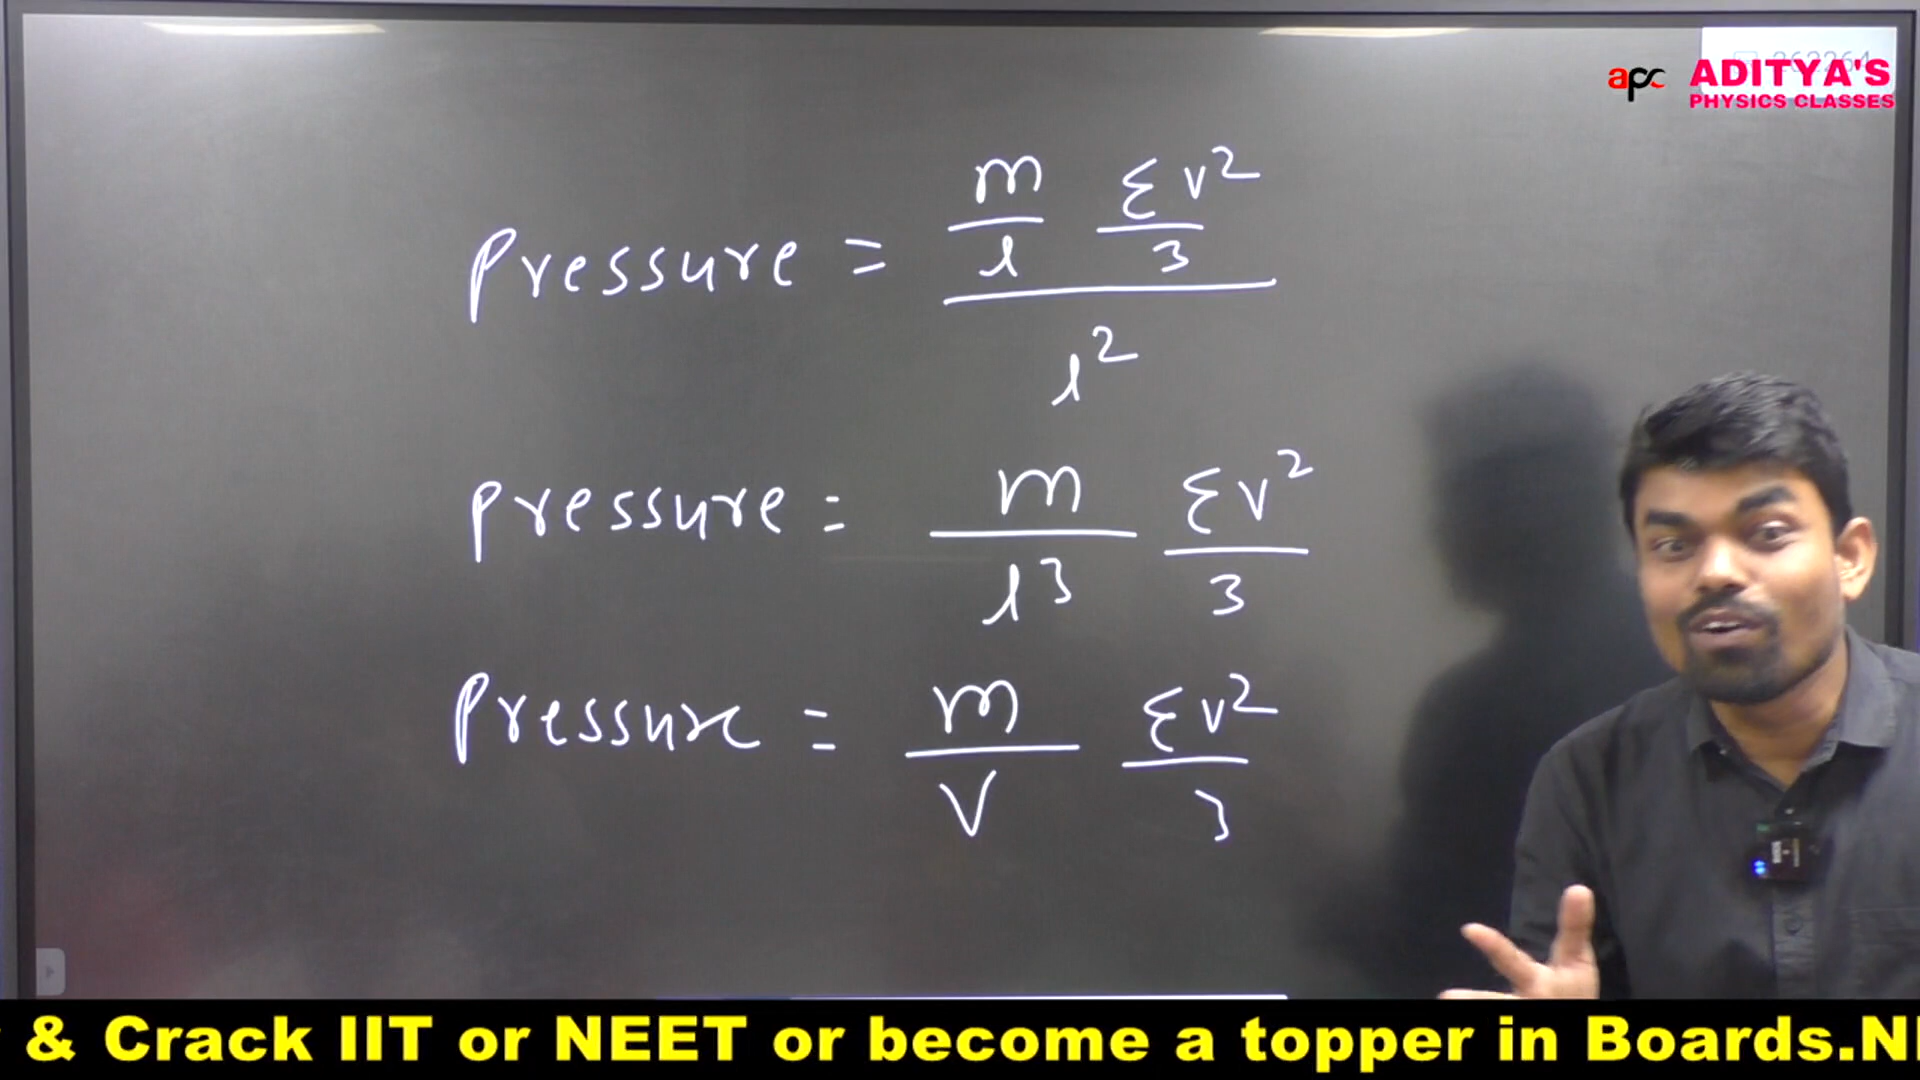 apc ADITYA'S
PHYSICS CLASSES
Pressure = m/l Σv²/3 / l²
Pressure = m/l³ Σv²/3
Pressure = m/V Σv²/3
& Crack IIT or NEET or become a topper in Boards.